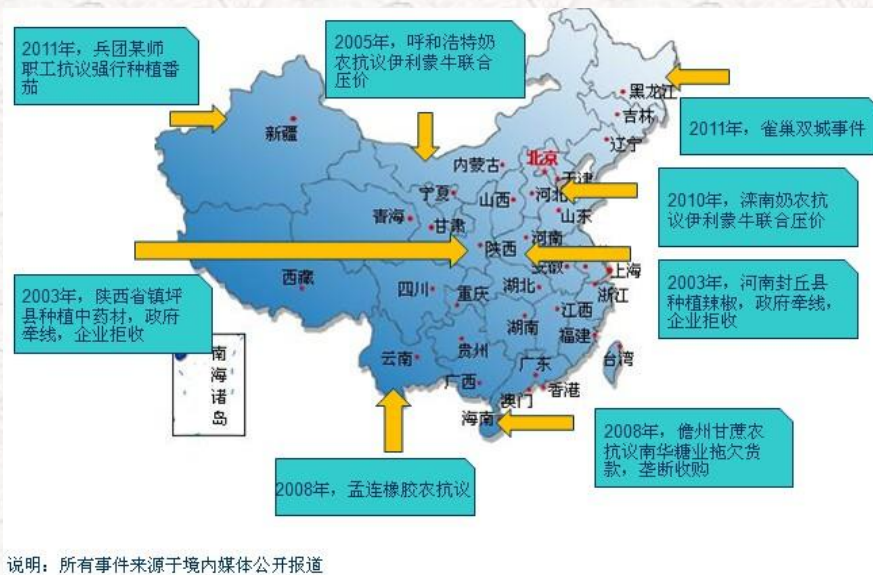 2011年，兵团某师
职工抗议强行种植番
茄
2005年，呼和浩特奶
农抗议伊利蒙牛联合
压价
黑龙江
吉林
2011年，雀巢双城事件
辽宁
新疆
北京
内蒙古
天津
宁夏
山西
河北
2010年，滦南奶农抗
议伊利蒙牛联合压价
青海
山东
甘肃
陕西
河南
安徽
上海
西藏
四川
重庆
湖北
浙江
2003年，陕西省镇坪
县种植中药材，政府
牵线，企业拒收
2003年，河南封丘县
种植辣椒，政府牵线，
企业拒收
江西
湖南
福建
贵州
云南
台湾
南
海
诸
岛
广东
广西
香港
澳门
海南
2008年，儋州甘蔗农
抗议南华糖业拖欠货
款，垄断收购
2008年，孟连橡胶农抗议
说明：所有事件来源于境内媒体公开报道